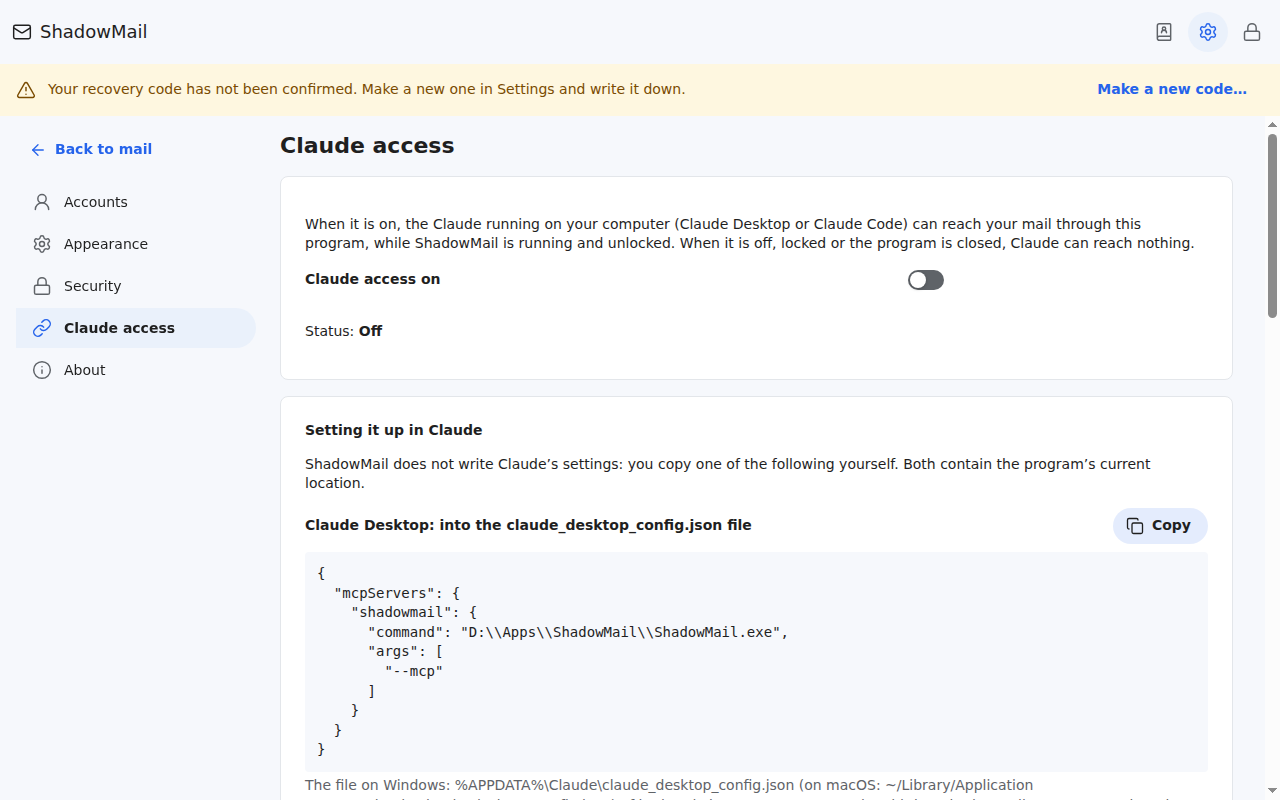 ShadowMail
Your recovery code has not been confirmed. Make a new one in Settings and write it down.
Make a new code…
Back to mail
Accounts
Appearance
Security
Claude access
About
Claude access
When it is on, the Claude running on your computer (Claude Desktop or Claude Code) can reach your mail through this
program, while ShadowMail is running and unlocked. When it is off, locked or the program is closed, Claude can reach nothing.
Claude access on
Status: Off
Setting it up in Claude
ShadowMail does not write Claude’s settings: you copy one of the following yourself. Both contain the program’s current
location.
Claude Desktop: into the claude_desktop_config.json file
Copy
{
  "mcpServers": {
    "shadowmail": {
      "command": "D:\\Apps\\ShadowMail\\ShadowMail.exe",
      "args": [
        "--mcp"
      ]
    }
  }
}
The file on Windows: %APPDATA%\Claude\claude_desktop_config.json (on macOS: ~/Library/Application